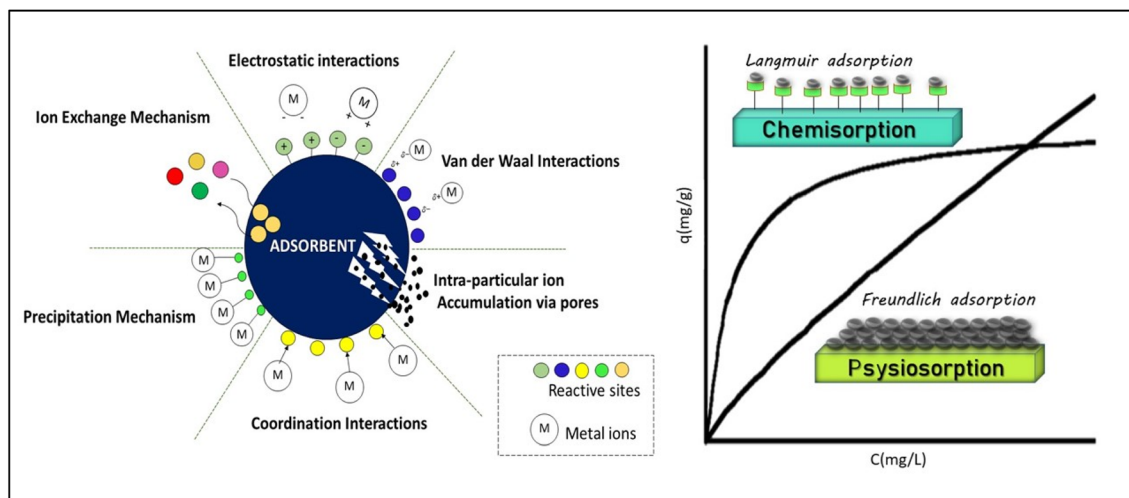 Electrostatic interactions
M
- -
M
+ +
+ + - -
Ion Exchange Mechanism
Van der Waal Interactions
δ+ δ- M
δ+ M
δ-
ADSORBENT
Intra-particular ion
Accumulation via pores
M
M
M
M
Precipitation Mechanism
M
M
M
Coordination Interactions
Reactive sites
M Metal ions
q(mg/g)
Langmuir adsorption
Chemisorption
Freundlich adsorption
Psysiosorption
C(mg/L)